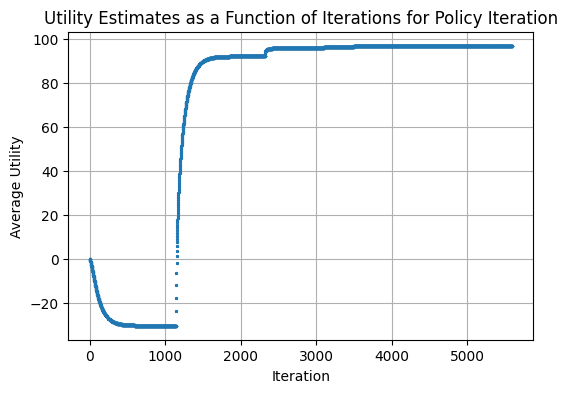 Utility Estimates as a Function of Iterations for Policy Iteration
100
80
60
40
20
0
−20
Average Utility
0 1000 2000 3000 4000 5000
Iteration